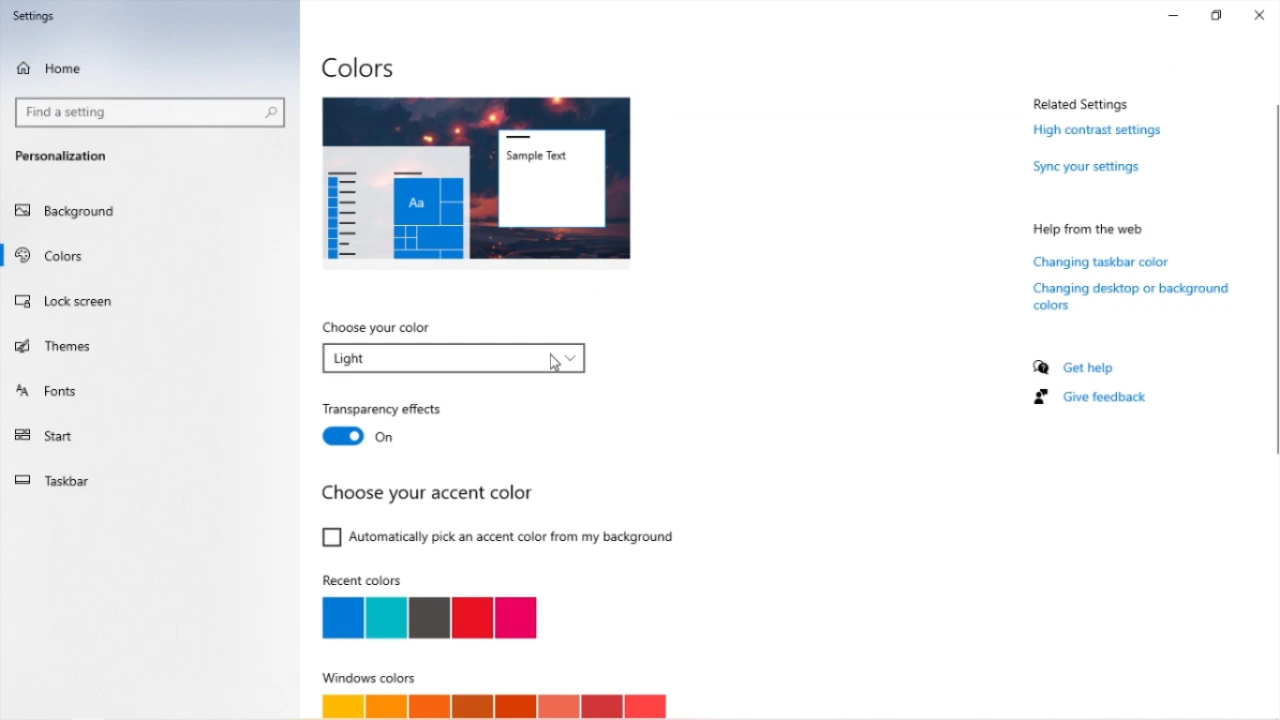 Settings
Home
Find a setting
Personalization
Background
Colors
Lock screen
Themes
Fonts
Start
Taskbar
Colors
Sample Text
Aa
Choose your color
Light
Transparency effects
On
Choose your accent color
Automatically pick an accent color from my background
Recent colors
Windows colors
Related Settings
High contrast settings
Sync your settings
Help from the web
Changing taskbar color
Changing desktop or background
colors
Get help
Give feedback